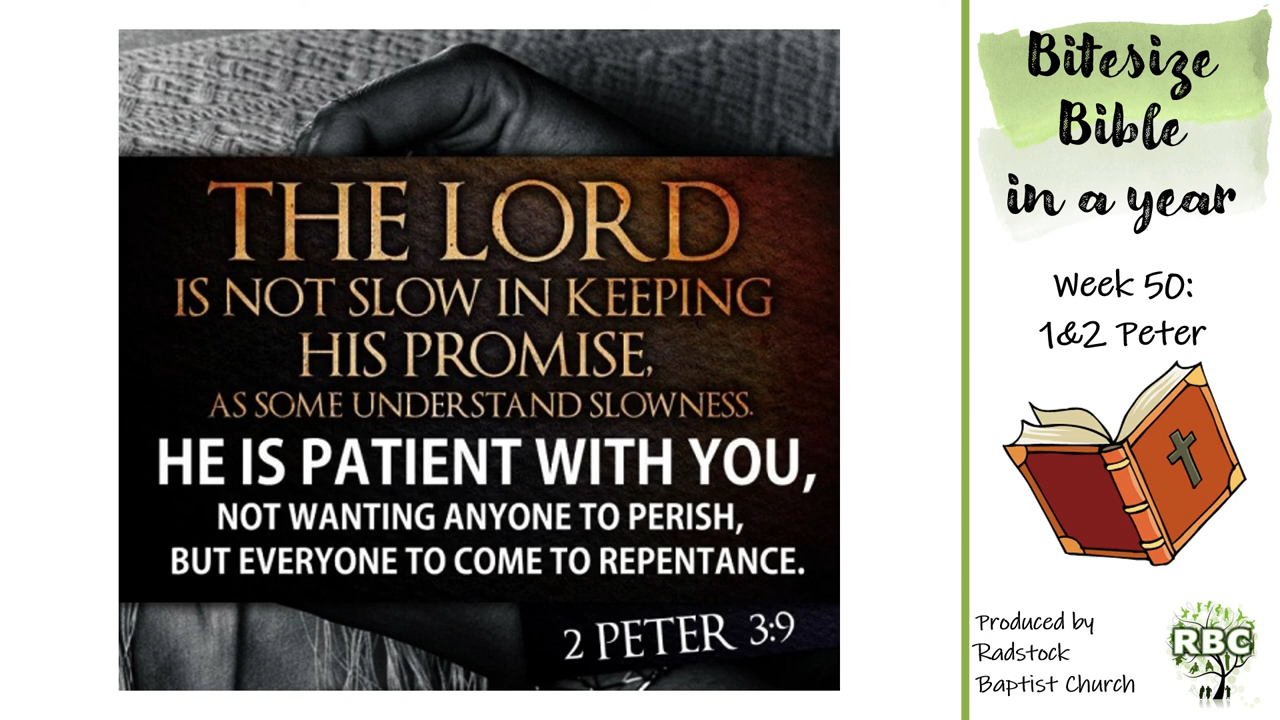 THE LORD
IS NOT SLOW IN KEEPING
HIS PROMISE,
AS SOME UNDERSTAND SLOWNESS.
HE IS PATIENT WITH YOU,
NOT WANTING ANYONE TO PERISH,
BUT EVERYONE TO COME TO REPENTANCE.
2 PETER 3:9
Bitesize
Bible
in a year
Week 50:
1&2 Peter
Produced by
Radstock
Baptist Church
RBC